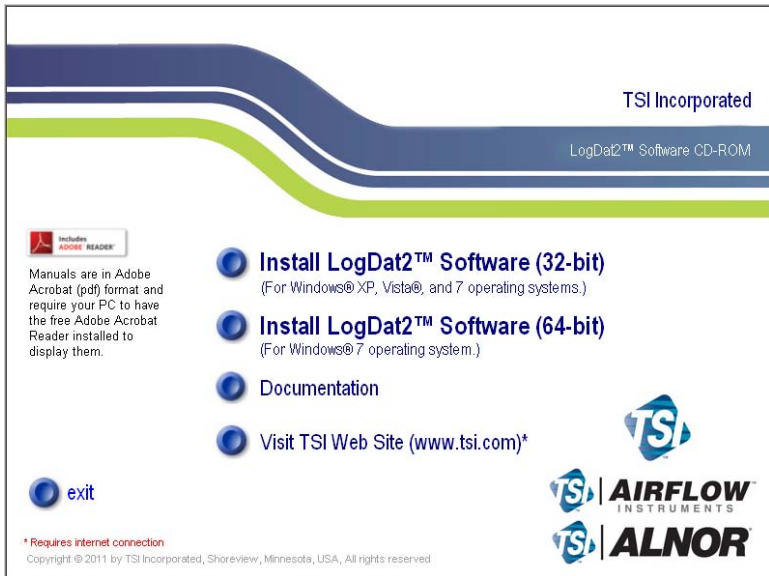 TSI Incorporated
LogDat2™ Software CD-ROM
Includes
ADOBE® READER®
Manuals are in Adobe
Acrobat (pdf) format and
require your PC to have
the free Adobe Acrobat
Reader installed to
display them.
Install LogDat2™ Software (32-bit)
(For Windows® XP, Vista®, and 7 operating systems.)
Install LogDat2™ Software (64-bit)
(For Windows® 7 operating system.)
Documentation
Visit TSI Web Site (www.tsi.com)*
exit
TSI
TSI AIRFLOW™
INSTRUMENTS
TSI ALNOR®
* Requires internet connection
Copyright © 2011 by TSI Incorporated, Shoreview, Minnesota, USA, All rights reserved